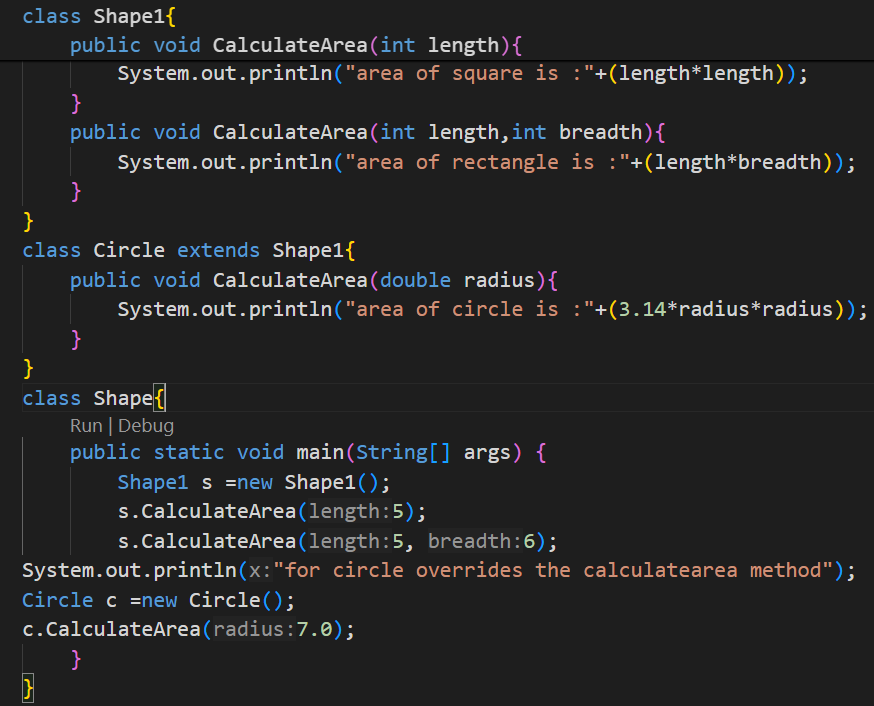 class Shape1{
public void CalculateArea(int length){
System.out.println("area of square is :"+(length*length));
}
public void CalculateArea(int length,int breadth){
System.out.println("area of rectangle is :"+(length*breadth));
}
}
class Circle extends Shape1{
public void CalculateArea(double radius){
System.out.println("area of circle is :"+(3.14*radius*radius));
}
}
class Shape{
Run | Debug
public static void main(String[] args) {
Shape1 s =new Shape1();
s.CalculateArea(length:5);
s.CalculateArea(length:5, breadth:6);
System.out.println(x:"for circle overrides the calculatearea method");
Circle c =new Circle();
c.CalculateArea(radius:7.0);
}
}